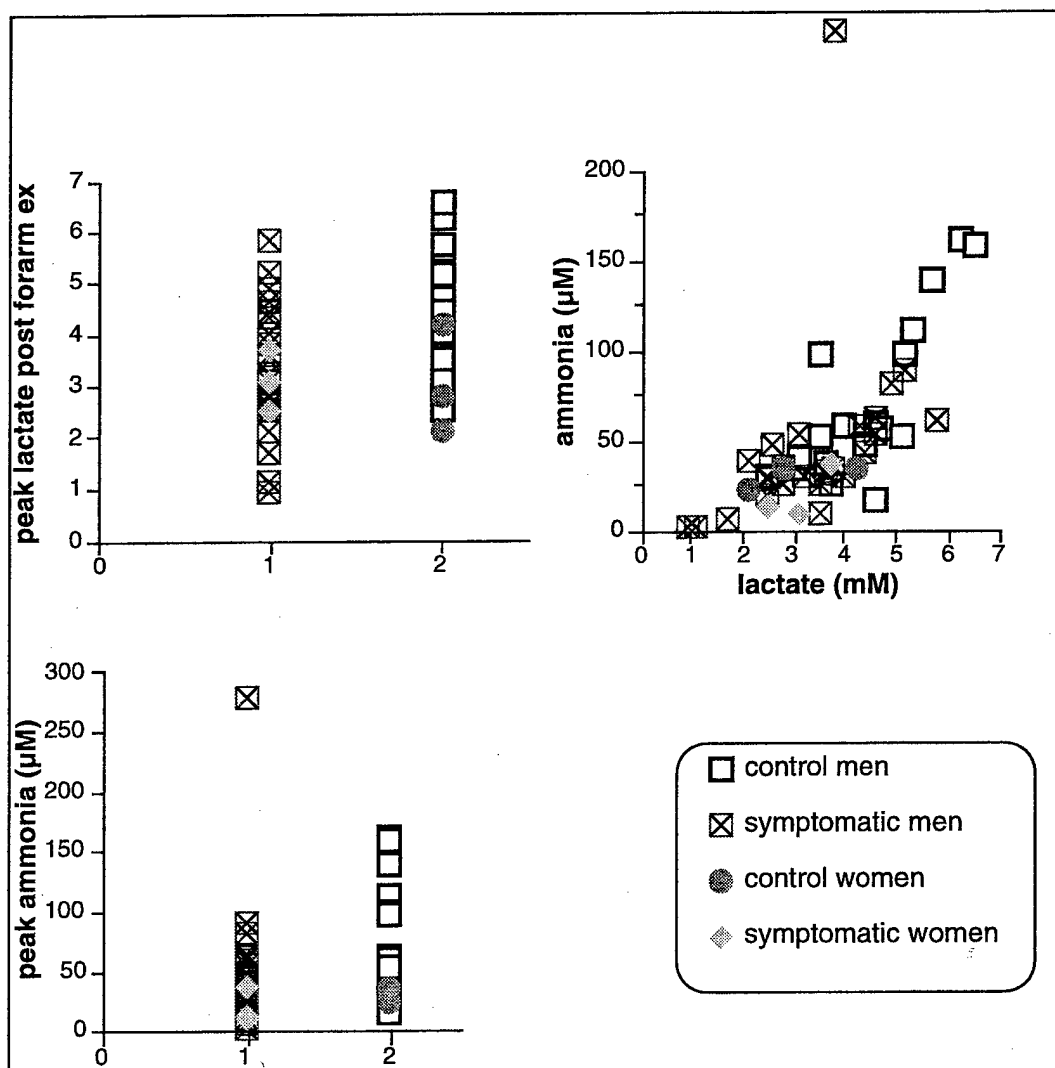 peak lactate post forarm ex
7
6
5
4
3
2
1
0
0
1
2
ammonia (µM)
200
150
100
50
0
0 1 2 3 4 5 6 7
lactate (mM)
peak ammonia (µM)
300
250
200
150
100
50
0
0
1
2
control men
symptomatic men
control women
symptomatic women